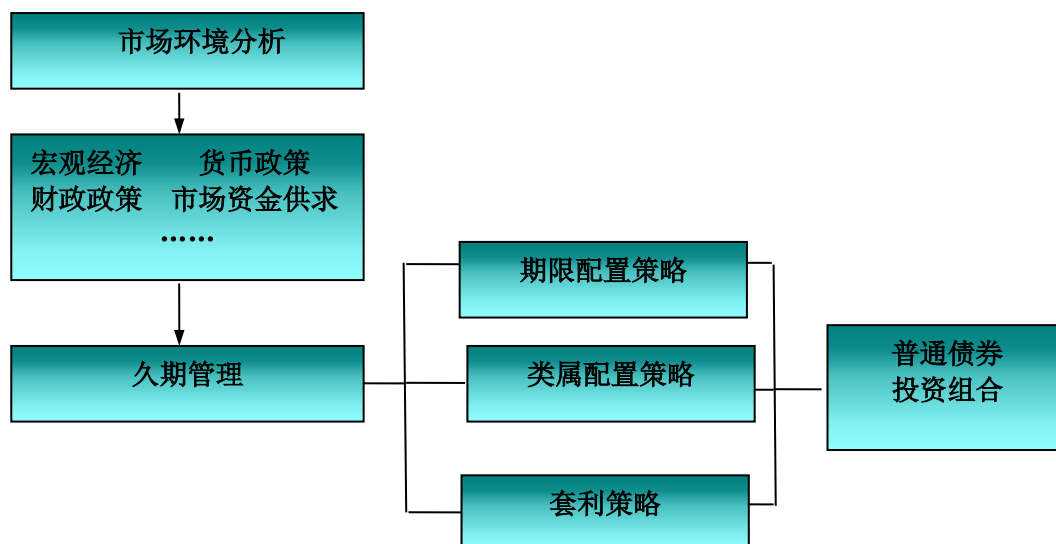 市场环境分析
宏观经济 货币政策
财政政策 市场资金供求
……
期限配置策略
久期管理
类属配置策略
普通债券
投资组合
套利策略